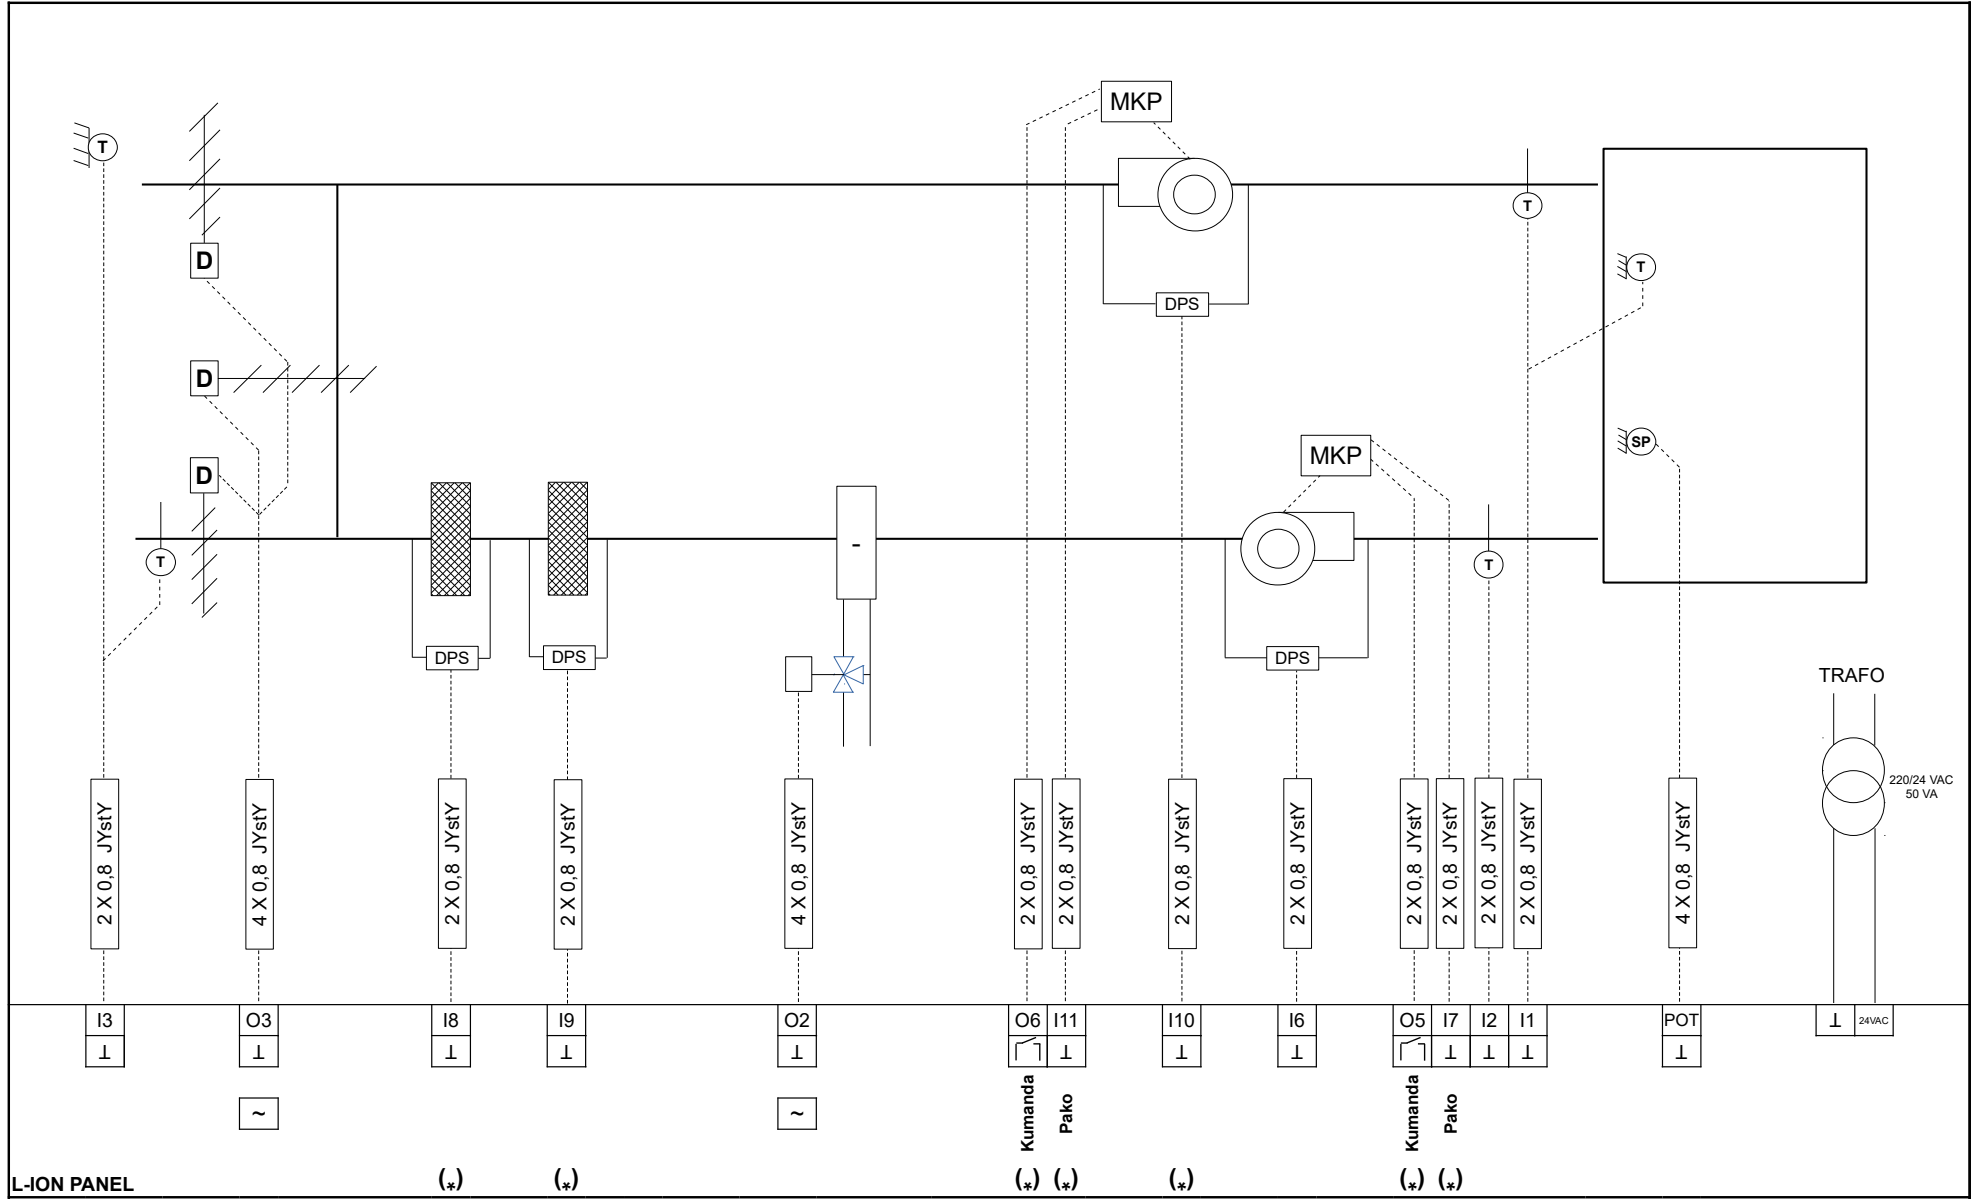 MKP
T
T
D
T
DPS
D
MKP
SP
D
-
T
T
DPS
DPS
DPS
TRAFO
220/24 VAC
50 VA
2 X 0,8 JYstY
4 X 0,8 JYstY
2 X 0,8 JYstY
2 X 0,8 JYstY
4 X 0,8 JYstY
2 X 0,8 JYstY
2 X 0,8 JYstY
2 X 0,8 JYstY
2 X 0,8 JYstY
2 X 0,8 JYstY
2 X 0,8 JYstY
2 X 0,8 JYstY
2 X 0,8 JYstY
4 X 0,8 JYstY
I3 O3 I8 I9 O2 O6 I11 I10 I6 O5 I7 I2 I1 POT ⊥ 24VAC
⊥ ⊥ ⊥ ⊥ ⊥ ⊥ ⊥ ⊥ ⊥ ⊥ ⊥ ⊥
~ ~
Kumanda
Pako
Kumanda
Pako
L-ION PANEL (*) (*) (*) (*) (*) (*) (*)